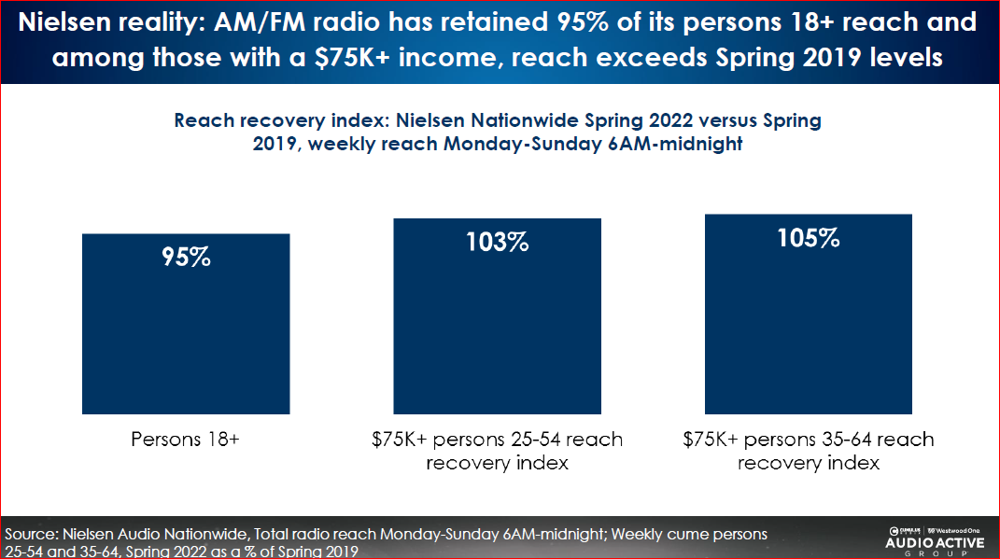 Nielsen reality: AM/FM radio has retained 95% of its persons 18+ reach and
among those with a $75K+ income, reach exceeds Spring 2019 levels
Reach recovery index: Nielsen Nationwide Spring 2022 versus Spring
2019, weekly reach Monday-Sunday 6AM-midnight
95%
103%
105%
Persons 18+
$75K+ persons 25-54 reach
recovery index
$75K+ persons 35-64 reach
recovery index
Source: Nielsen Audio Nationwide, Total radio reach Monday-Sunday 6AM-midnight; Weekly cume persons
25-54 and 35-64, Spring 2022 as a % of Spring 2019
CUMULUS MEDIA | Westwood One
AUDIO ACTIVE
GROUP